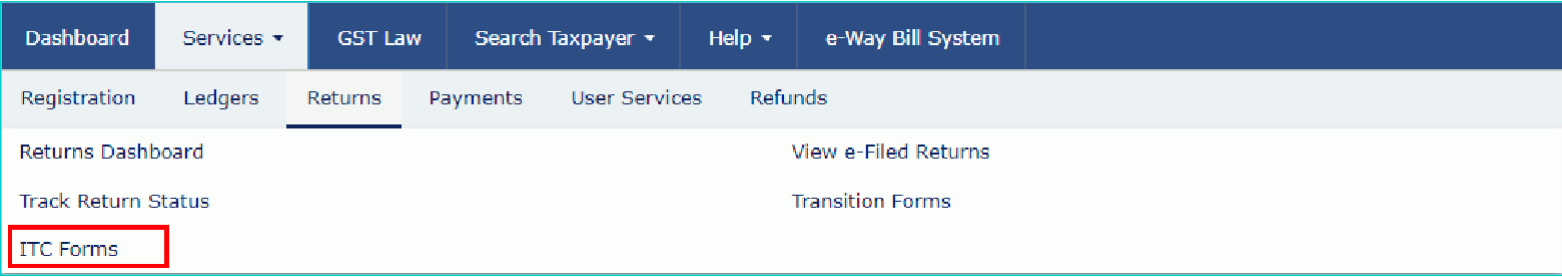 Dashboard Services GST Law Search Taxpayer Help e-Way Bill System
Registration Ledgers Returns Payments User Services Refunds
Returns Dashboard View e-Filed Returns
Track Return Status Transition Forms
ITC Forms